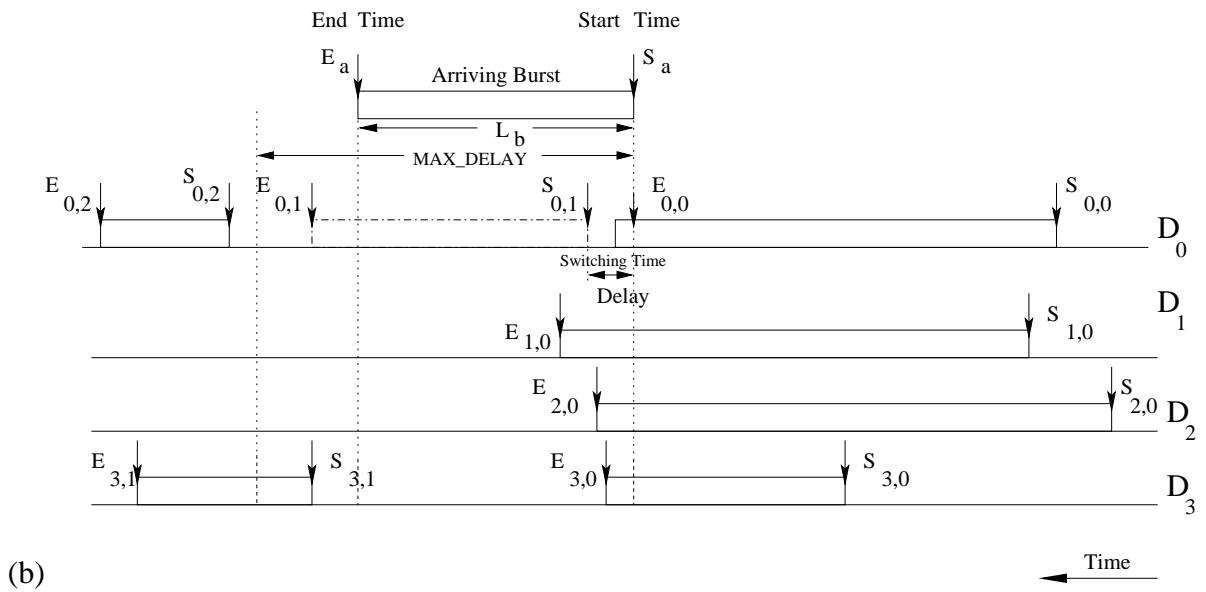 End Time Start Time
E a S a
Arriving Burst
L b
MAX_DELAY
E 0,2 S 0,2 E 0,1 S 0,1 E 0,0 S 0,0
D 0
Switching Time
Delay
D 1
E 1,0 S 1,0
E 2,0 S 2,0
D 2
E 3,1 S 3,1 E 3,0 S 3,0
D 3
Time
(b)